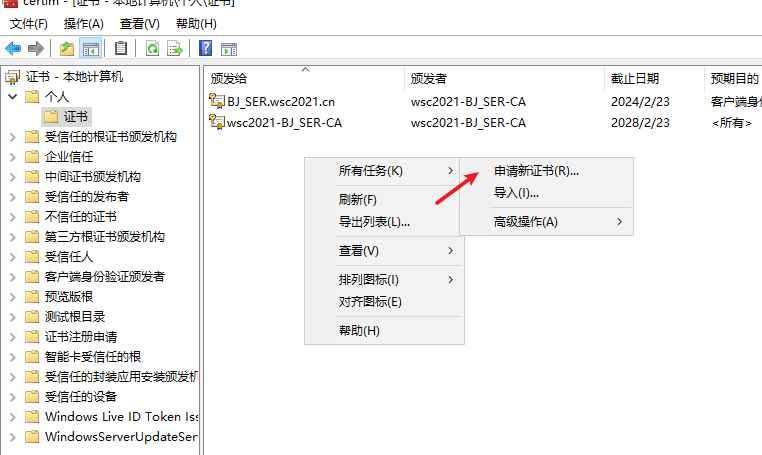 certlm - [证书 - 本地计算机\个人\证书]
文件(F) 操作(A) 查看(V) 帮助(H)
证书 - 本地计算机
个人
证书
受信任的根证书颁发机构
企业信任
中间证书颁发机构
受信任的发布者
不信任的证书
第三方根证书颁发机构
受信任人
客户端身份验证颁发者
预览版根
测试根目录
证书注册申请
智能卡受信任的根
受信任的封装应用安装颁发机
受信任的设备
Windows Live ID Token Iss
WindowsServerUpdateSer
颁发给 颁发者 截止日期 预期目的
BJ_SER.wsc2021.cn wsc2021-BJ_SER-CA 2024/2/23 客户端身份
wsc2021-BJ_SER-CA wsc2021-BJ_SER-CA 2028/2/23 <所有>
所有任务(K)
刷新(F)
导出列表(L)...
查看(V)
排列图标(I)
对齐图标(E)
帮助(H)
申请新证书(R)...
导入(I)...
高级操作(A)